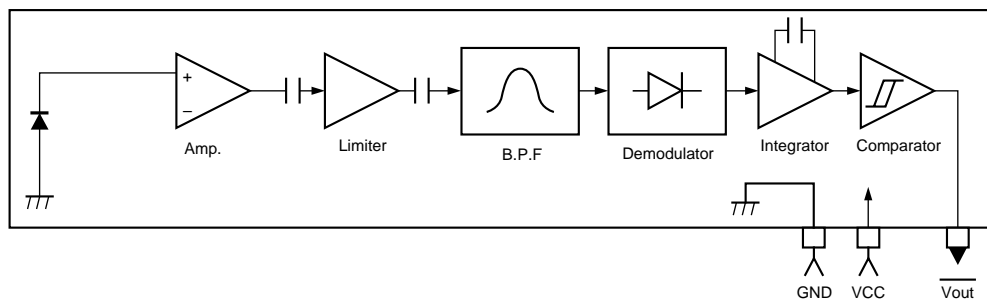 +
−
Amp.
Limiter
B.P.F
Demodulator
Integrator
Comparator
GND
VCC
Vout